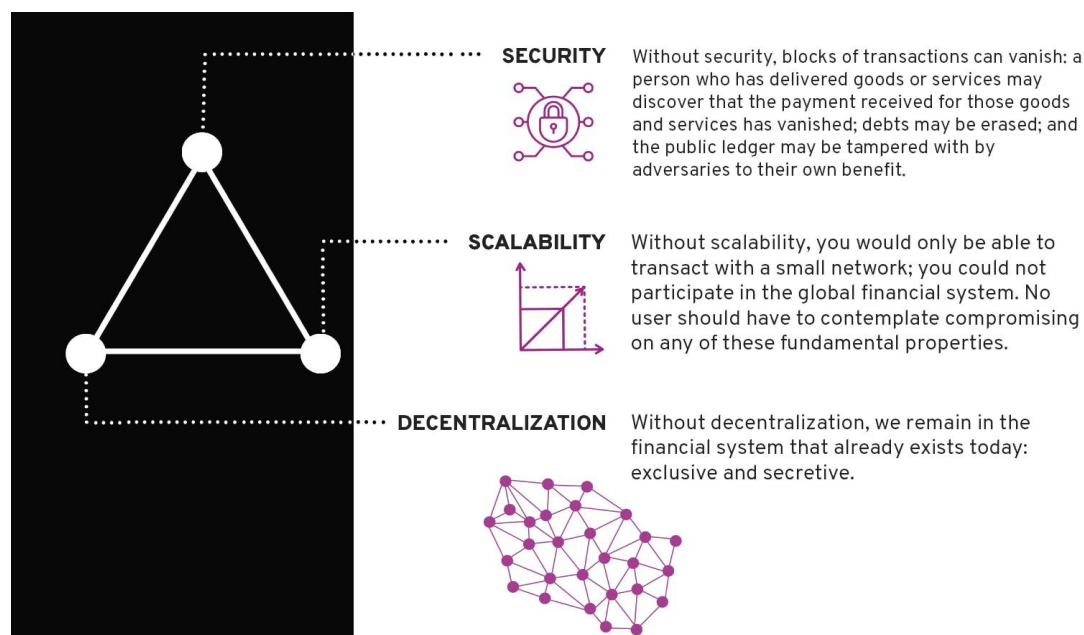 SECURITY
Without security, blocks of transactions can vanish: a
person who has delivered goods or services may
discover that the payment received for those goods
and services has vanished; debts may be erased; and
the public ledger may be tampered with by
adversaries to their own benefit.
SCALABILITY
Without scalability, you would only be able to
transact with a small network; you could not
participate in the global financial system. No
user should have to contemplate compromising
on any of these fundamental properties.
DECENTRALIZATION
Without decentralization, we remain in the
financial system that already exists today:
exclusive and secretive.